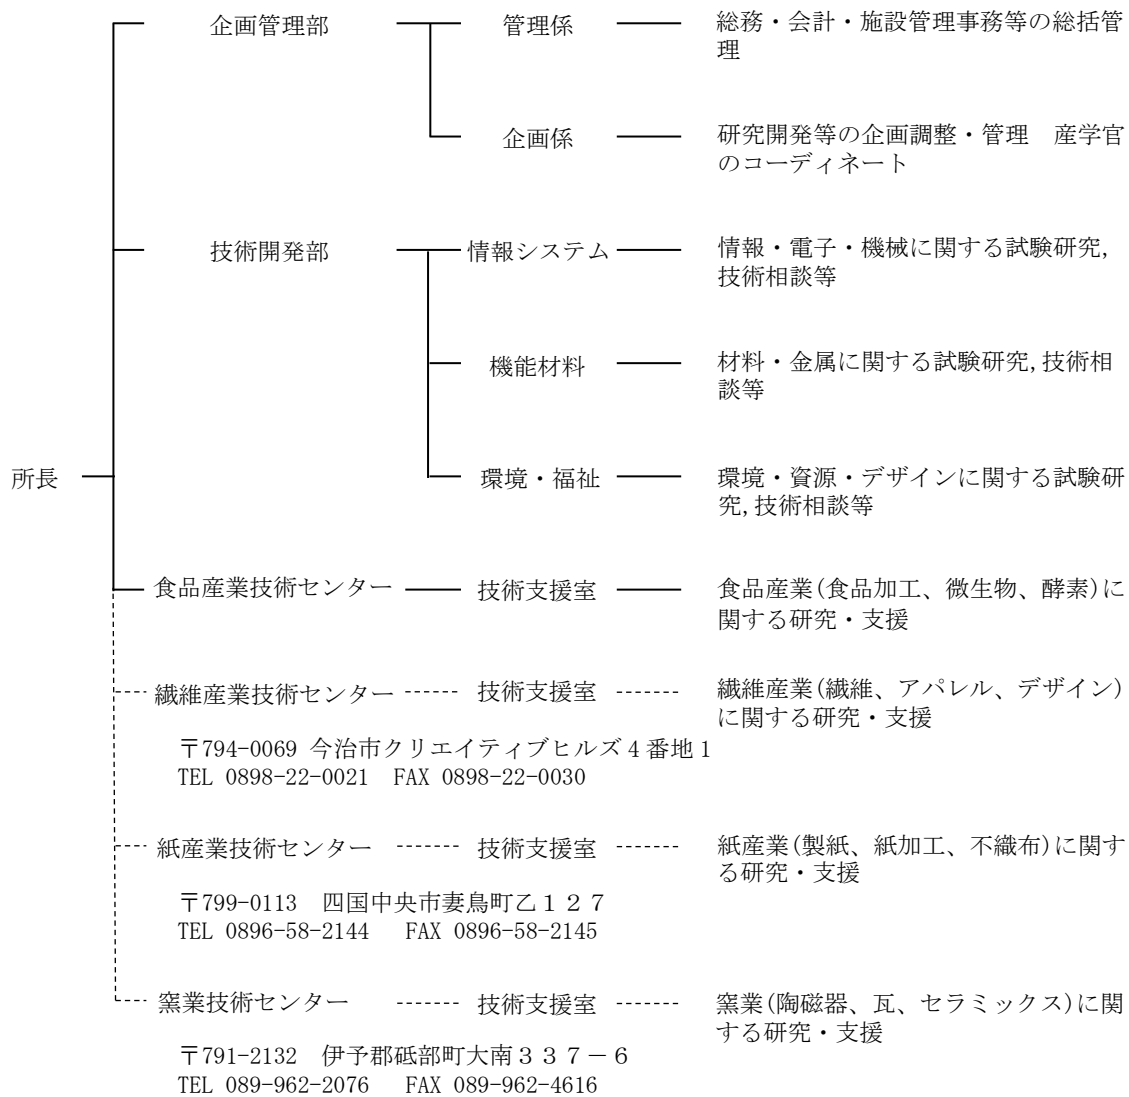 企画管理部 管理係 総務・会計・施設管理事務等の総括管
理
企画係 研究開発等の企画調整・管理　産学官
のコーディネート
技術開発部 情報システム 情報・電子・機械に関する試験研究,
技術相談等
機能材料 材料・金属に関する試験研究,技術相
談等
所長 環境・福祉 環境・資源・デザインに関する試験研
究,技術相談等
食品産業技術センター 技術支援室 食品産業(食品加工、微生物、酵素)に
関する研究・支援
繊維産業技術センター 技術支援室 繊維産業(繊維、アパレル、デザイン)
に関する研究・支援
〒794-0069 今治市クリエイティブヒルズ4番地1
TEL 0898-22-0021　FAX 0898-22-0030
紙産業技術センター 技術支援室 紙産業(製紙、紙加工、不織布)に関す
る研究・支援
〒799-0113　四国中央市妻鳥町乙１２７
TEL 0896-58-2144　FAX 0896-58-2145
窯業技術センター 技術支援室 窯業(陶磁器、瓦、セラミックス)に関
する研究・支援
〒791-2132　伊予郡砥部町大南３３７－６
TEL 089-962-2076　FAX 089-962-4616